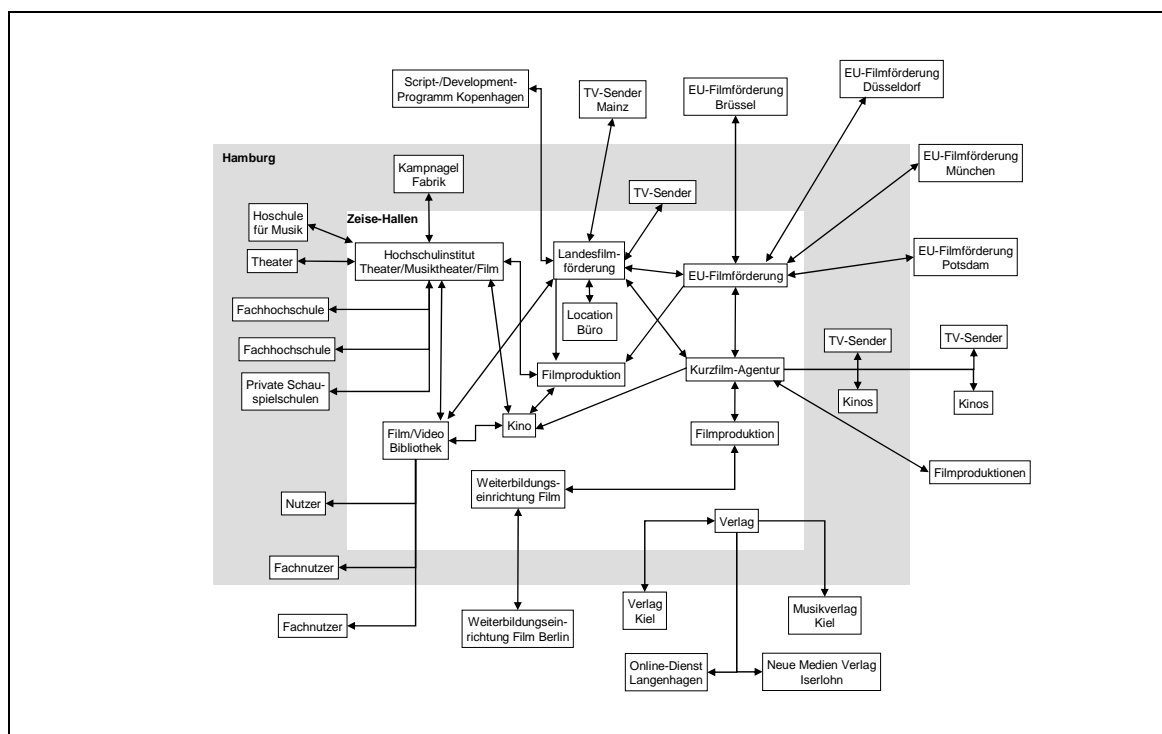 Script-/Development-
Programm Kopenhagen
TV-Sender
Mainz
EU-Filmförderung
Brüssel
EU-Filmförderung
Düsseldorf
Hamburg
Kampnagel
Fabrik
TV-Sender
EU-Filmförderung
München
Hoschule
für Musik
Zeise-Hallen
Theater
Hochschulinstitut
Theater/Musiktheater/Film
Landesfilm-
förderung
EU-Filmförderung
EU-Filmförderung
Potsdam
Fachhochschule
Location
Büro
Fachhochschule
TV-Sender
TV-Sender
Private Schau-
spielschulen
Filmproduktion
Kurzfilm-Agentur
Kinos
Kinos
Film/Video
Bibliothek
Kino
Filmproduktion
Filmproduktionen
Weiterbildungs-
einrichtung Film
Nutzer
Verlag
Fachnutzer
Verlag
Kiel
Musikverlag
Kiel
Fachnutzer
Weiterbildungsein-
richtung Film Berlin
Online-Dienst
Langenhagen
Neue Medien Verlag
Iserlohn